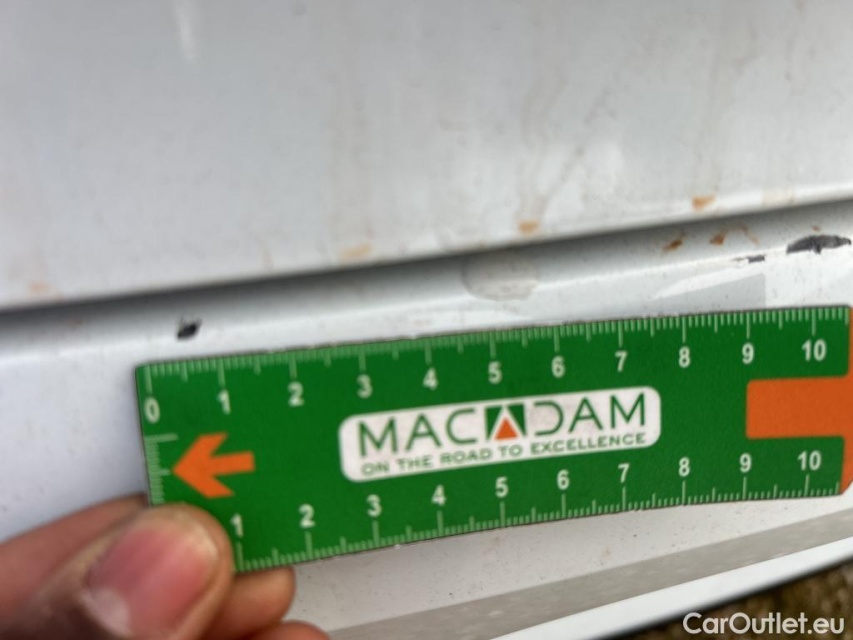 0 1 2 3 4 5 6 7 8 9 10
MACADAM
ON THE ROAD TO EXCELLENCE
1 2 3 4 5 6 7 8 9 10
CarOutlet.eu